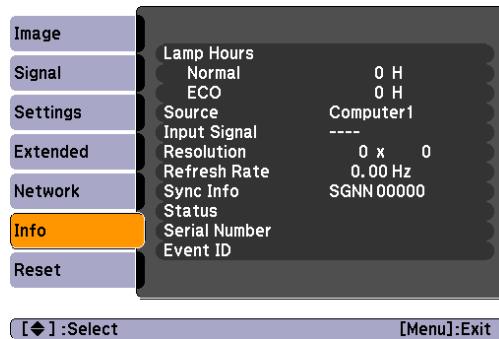 Image
Signal
Settings
Extended
Network
Info
Reset
Lamp Hours
Normal 0 H
ECO 0 H
Source Computer1
Input Signal ----
Resolution 0 x 0
Refresh Rate 0.00 Hz
Sync Info SGNN 00000
Status
Serial Number
Event ID
[◆] :Select [Menu]:Exit